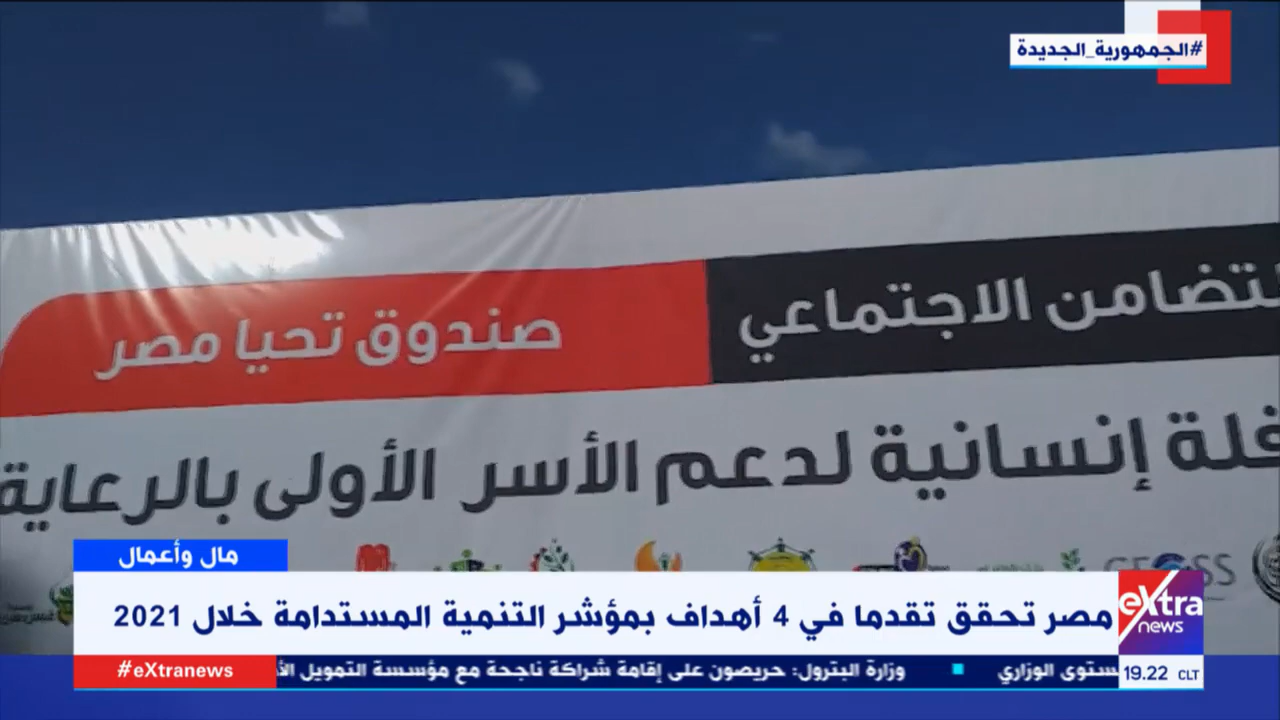 #الجمهورية_الجديدة
لتضامن الاجتماعي
صندوق تحيا مصر
فلة إنسانية لدعم الأسر الأولى بالرعاية
GEOSS
مال وأعمال
مصر تحقق تقدما في 4 أهداف بمؤشر التنمية المستدامة خلال 2021
eXtra news
ستوى الوزاري
وزارة البترول: حريصون على إقامة شراكة ناجحة مع مؤسسة التمويل
#eXtranews
19.22 CLT